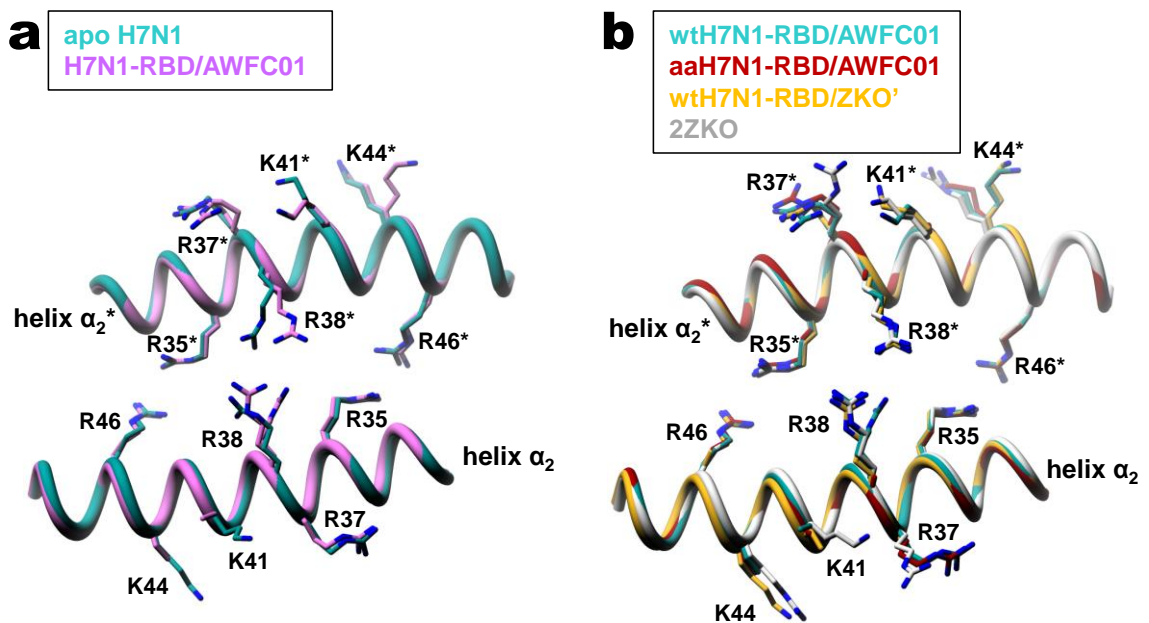 a
apo H7N1
H7N1-RBD/AWFC01
K41*
K44*
R37*
R38*
helix α₂*
R35*
R46*
R46
R38
R35
helix α₂
R37
K41
K44
b
wtH7N1-RBD/AWFC01
aaH7N1-RBD/AWFC01
wtH7N1-RBD/ZKO’
2ZKO
K44*
R37*
K41*
helix α₂*
R38*
R35*
R46*
R46
R38
R35
helix α₂
R37
K41
K44